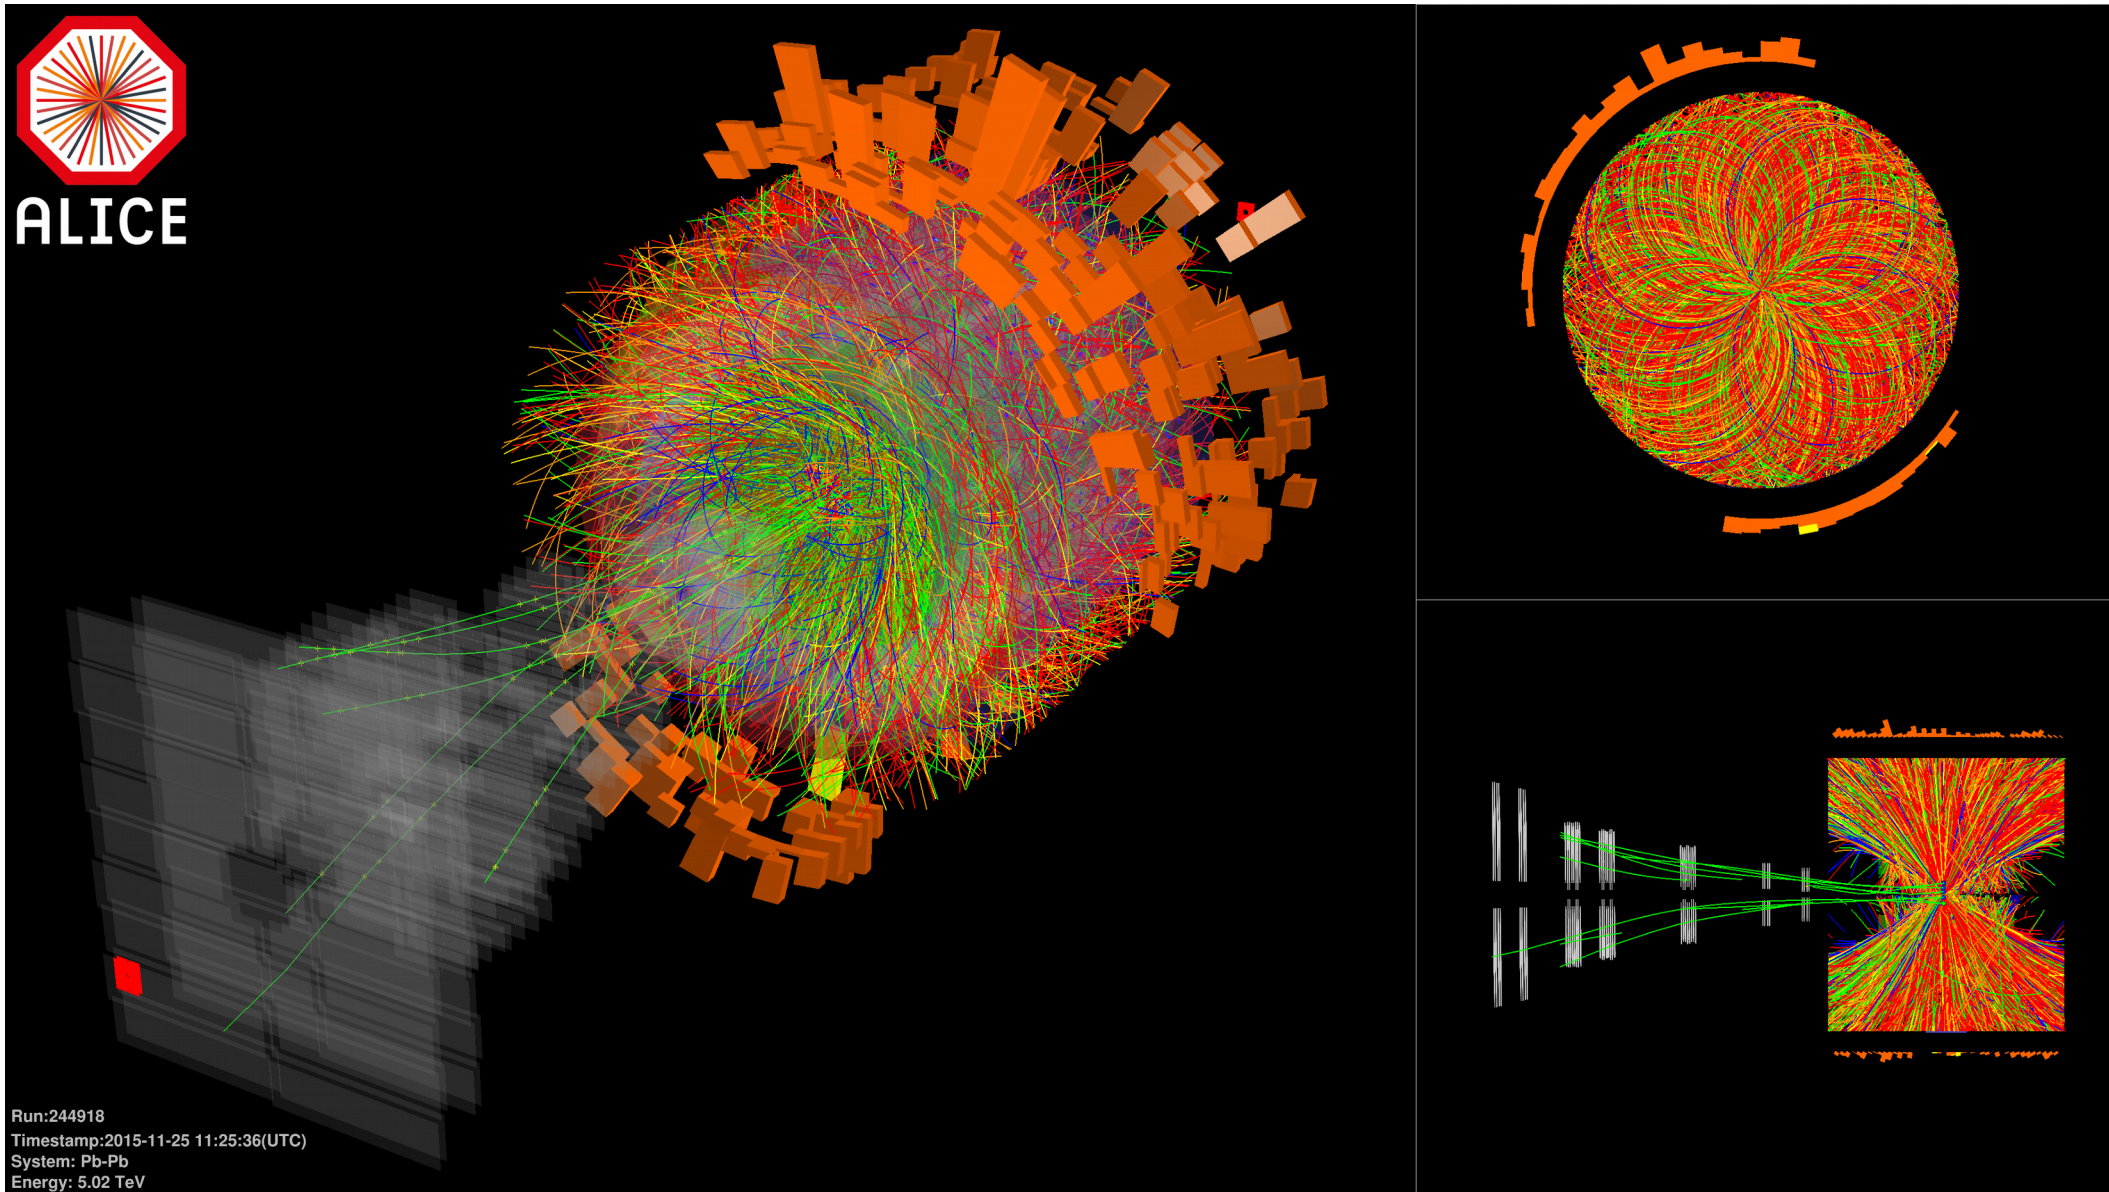 ALICE
Run:244918
Timestamp:2015-11-25 11:25:36(UTC)
System: Pb-Pb
Energy: 5.02 TeV